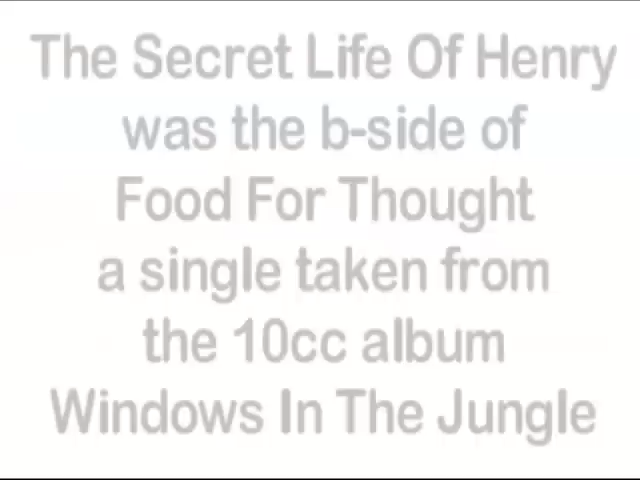 The Secret Life Of Henry
was the b-side of
Food For Thought
a single taken from
the 10cc album
Windows In The Jungle